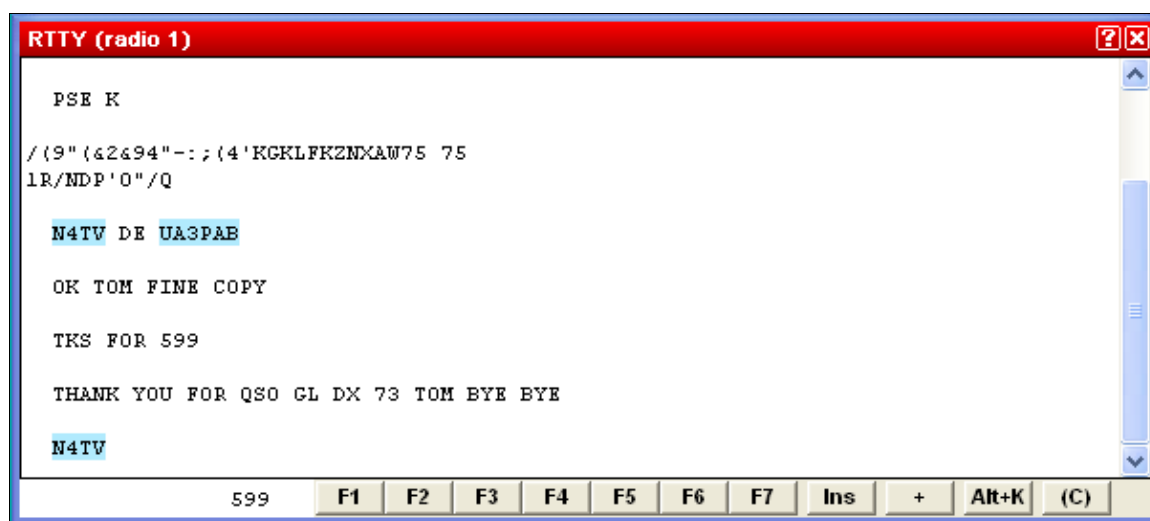 RTTY (radio 1)
PSE K
/(9"(&2&94"-:;(4'KGKLFKZNXAW75 75
lR/NDP'O"/Q
N4TV DE UA3PAB
OK TOM FINE COPY
TKS FOR 599
THANK YOU FOR QSO GL DX 73 TOM BYE BYE
N4TV
599 F1 F2 F3 F4 F5 F6 F7 Ins + Alt+K (C)